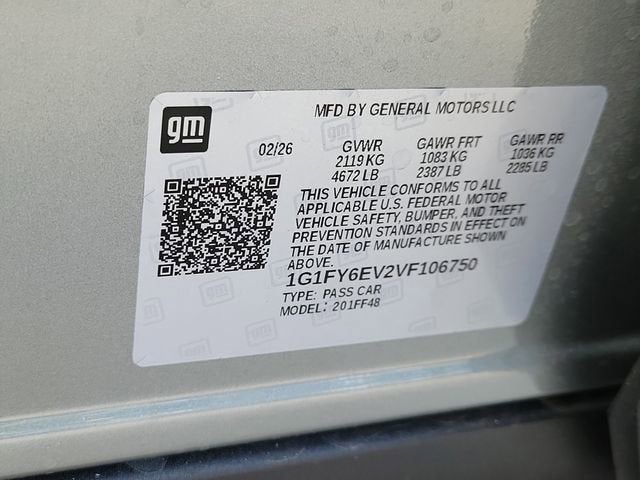 gm
MFD BY GENERAL MOTORS LLC
02/26 GVWR GAWR FRT GAWR RR
2119 KG 1083 KG 1036 KG
4672 LB 2387 LB 2285 LB
THIS VEHICLE CONFORMS TO ALL
APPLICABLE U.S. FEDERAL MOTOR
VEHICLE SAFETY, BUMPER, AND THEFT
PREVENTION STANDARDS IN EFFECT ON
THE DATE OF MANUFACTURE SHOWN
ABOVE.
1G1FY6EV2VF106750
TYPE: PASS CAR
MODEL: 201FF48